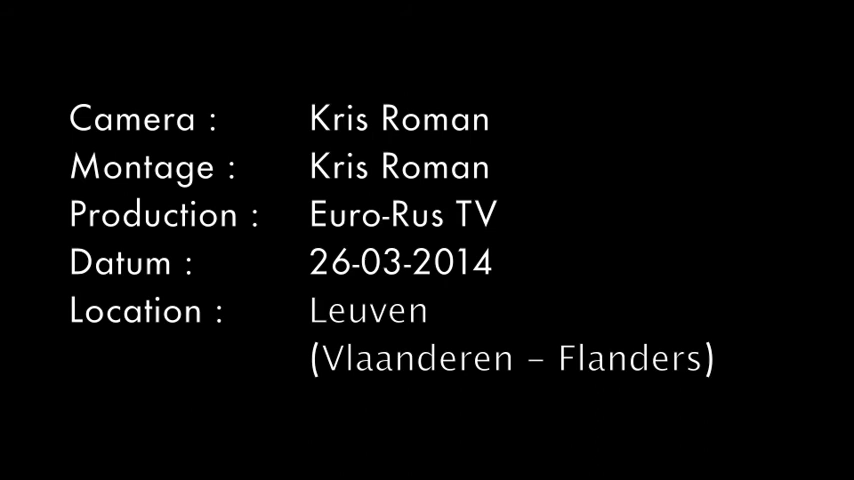 Camera : Kris Roman
Montage : Kris Roman
Production : Euro-Rus TV
Datum : 26-03-2014
Location : Leuven
(Vlaanderen – Flanders)